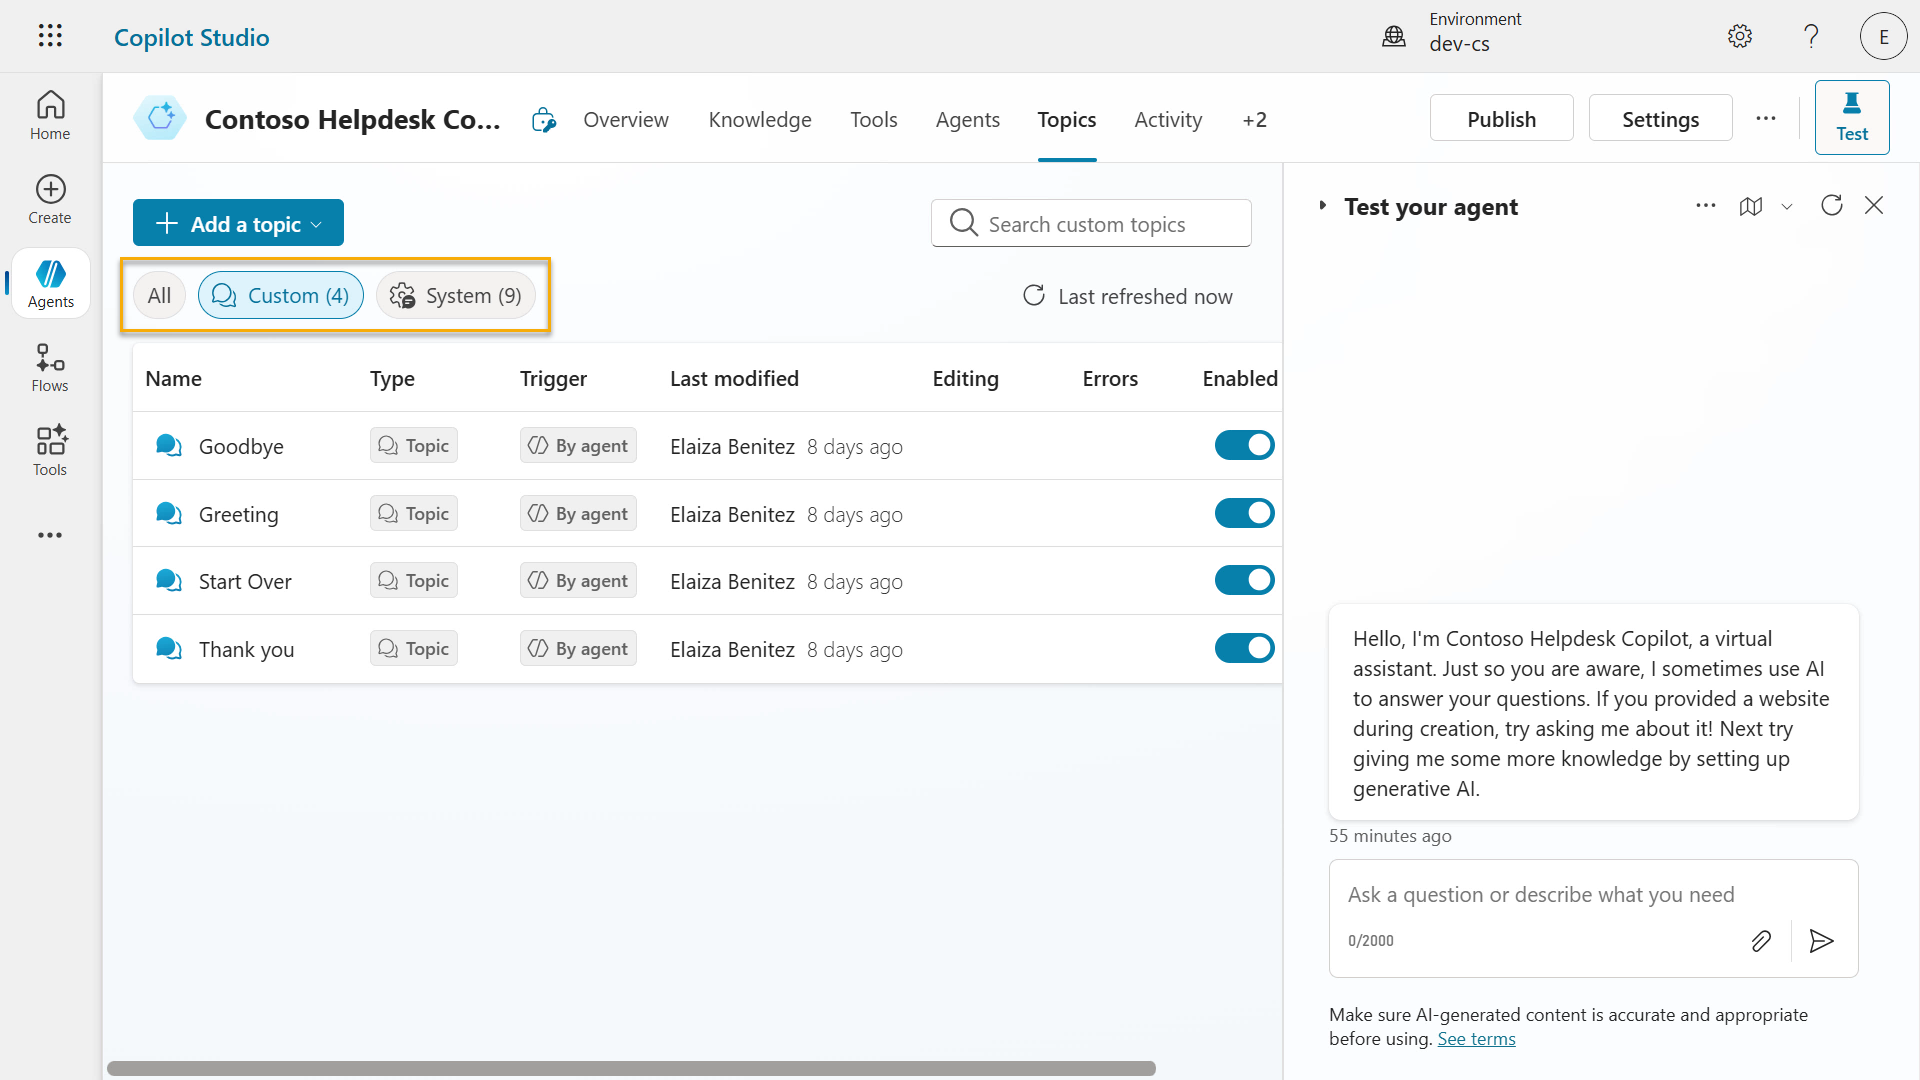 Copilot Studio
Environment
dev-cs
E
Home
Create
Agents
Flows
Tools
Contoso Helpdesk Co...
Overview
Knowledge
Tools
Agents
Topics
Activity
+2
Publish
Settings
Test
Add a topic
Search custom topics
All
Custom (4)
System (9)
Last refreshed now
Name Type Trigger Last modified Editing Errors Enabled
Goodbye Topic By agent Elaiza Benitez 8 days ago
Greeting Topic By agent Elaiza Benitez 8 days ago
Start Over Topic By agent Elaiza Benitez 8 days ago
Thank you Topic By agent Elaiza Benitez 8 days ago
Test your agent
Hello, I'm Contoso Helpdesk Copilot, a virtual
assistant. Just so you are aware, I sometimes use AI
to answer your questions. If you provided a website
during creation, try asking me about it! Next try
giving me some more knowledge by setting up
generative AI.
55 minutes ago
Ask a question or describe what you need
0/2000
Make sure AI-generated content is accurate and appropriate
before using. See terms